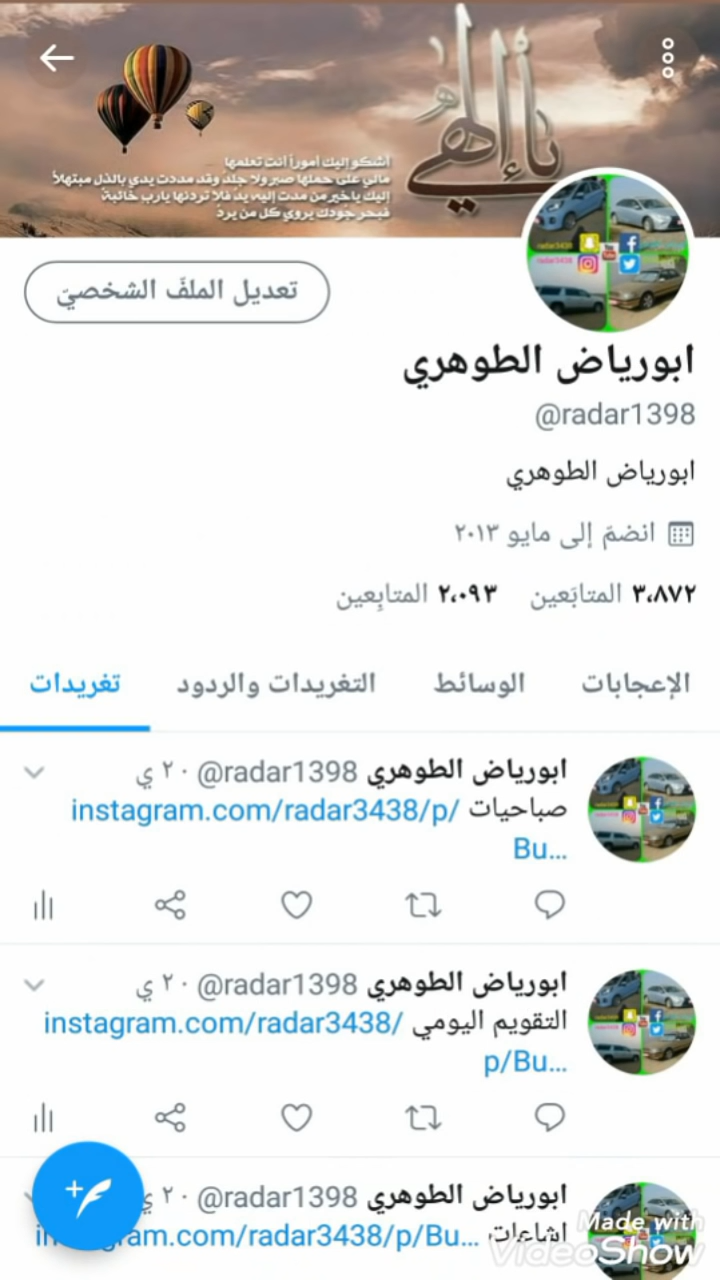 يا إلهي
أشكو إليك أموراً أنت تعلمها
مالي على حملها صبر ولا جلد وقد مددت يدي بالذل مبتهلاً
إليك ياخير من مدت إليه يد فلا تردنها يارب خائبة
فبحر جودك يروي كل من يرد
تعديل الملفّ الشخصيّ
ابورياض الطوهري
@radar1398
ابورياض الطوهري
انضمّ إلى مايو ٢٠١٣
٣،٨٧٢ المتابَعين ٢،٠٩٣ المتابِعين
الإعجابات الوسائط التغريدات والردود تغريدات
ابورياض الطوهري @radar1398 · ٢٠ ي
صباحيات instagram.com/radar3438/p/
Bu…
ابورياض الطوهري @radar1398 · ٢٠ ي
التقويم اليومي instagram.com/radar3438/
p/Bu…
ابورياض الطوهري @radar1398 · ٢٠ ي
اشاعات in‎ram.com/radar3438/p/Bu…
Made with
VideoShow